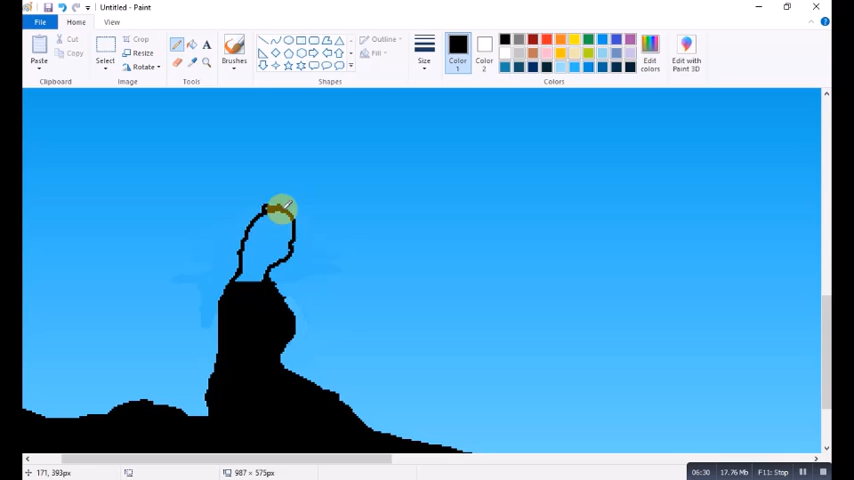 Untitled - Paint
File Home View
Cut
Copy
Paste
Clipboard
Crop
Resize
Rotate
Select
Image
A
Tools
Brushes
Outline
Fill
Shapes
Size
Color 1
Color 2
Edit colors
Colors
Edit with Paint 3D
171, 393px
987 × 575px
06:30 17.76 Mb F11: Stop